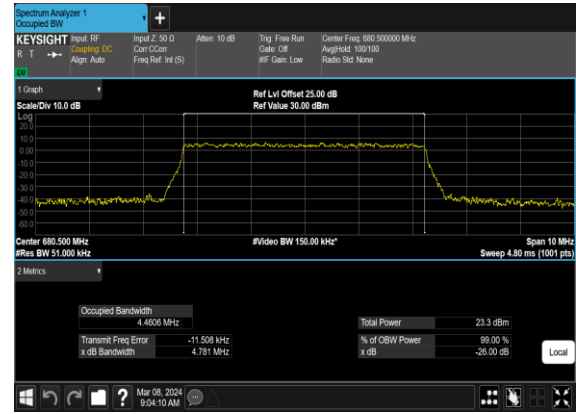 Spectrum Analyzer 1
Occupied BW
+
KEYSIGHT Input: RF Input Z: 50 Ω Atten: 10 dB Trig: Free Run Center Freq: 680.500000 MHz
R T Coupling: DC Corr CCorr Gate: Off Avg|Hold: 100/100
Align: Auto Freq Ref: Int (S) #IF Gain: Low Radio Std: None
LW
1 Graph
Ref Lvl Offset 25.00 dB
Scale/Div 10.0 dB Ref Value 30.00 dBm
Log
20.0
10.0
0.00
-10.0
-20.0
-30.0
-40.0
-50.0
-60.0
Center 680.500 MHz #Video BW 150.00 kHz* Span 10 MHz
#Res BW 51.000 kHz Sweep 4.80 ms (1001 pts)
2 Metrics
Occupied Bandwidth
4.4606 MHz Total Power 23.3 dBm
Transmit Freq Error -11.508 kHz % of OBW Power 99.00 %
x dB Bandwidth 4.781 MHz x dB -26.00 dB
Local
? Mar 08, 2024
9:04:10 AM